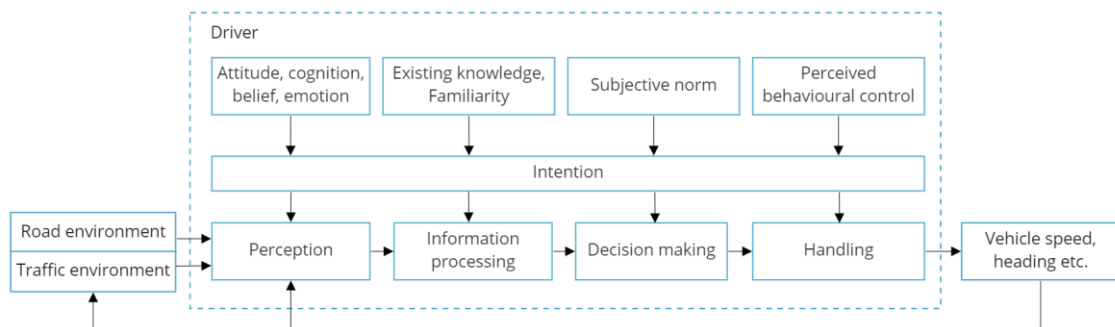 Driver
Attitude, cognition,
belief, emotion
Existing knowledge,
Familiarity
Subjective norm
Perceived
behavioural control
Intention
Road environment
Traffic environment
Perception
Information
processing
Decision making
Handling
Vehicle speed,
heading etc.